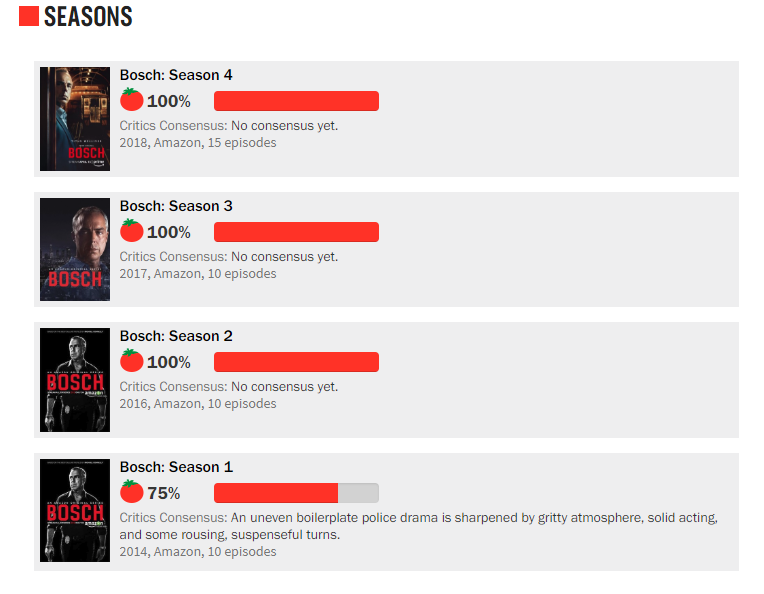 SEASONS
Bosch: Season 4
100%
Critics Consensus: No consensus yet.
2018, Amazon, 15 episodes
BOSCH
Bosch: Season 3
100%
Critics Consensus: No consensus yet.
2017, Amazon, 10 episodes
BOSCH
Bosch: Season 2
100%
Critics Consensus: No consensus yet.
2016, Amazon, 10 episodes
BOSCH
amazon
Bosch: Season 1
75%
Critics Consensus: An uneven boilerplate police drama is sharpened by gritty atmosphere, solid acting,
and some rousing, suspenseful turns.
2014, Amazon, 10 episodes
BOSCH
amazon